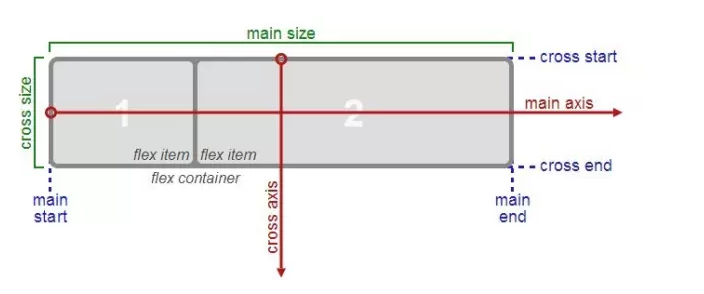 main size
cross start
cross size
1
2
main axis
flex item
flex item
cross end
flex container
main
start
cross axis
main
end